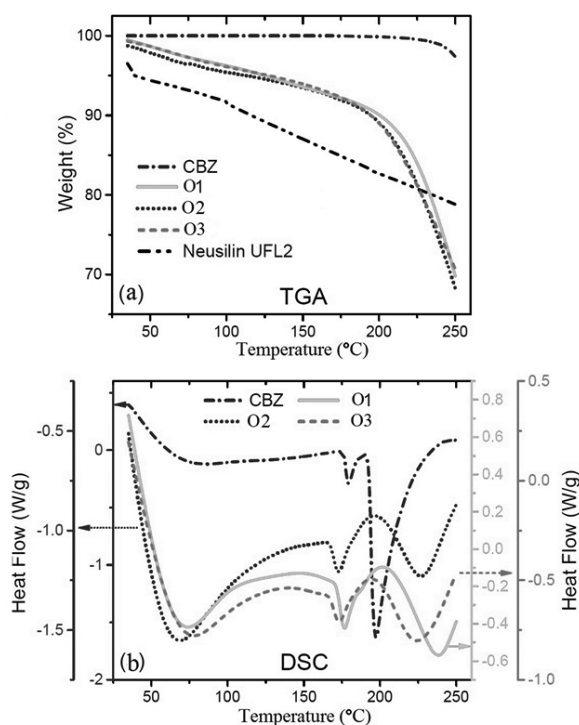 100
90
80
70
Weight (%)
CBZ
O1
O2
O3
Neusilin UFL2
(a)
TGA
50
100
150
200
250
Temperature (°C)
-0.5
-1.0
-1.5
Heat Flow (W/g)
0
-1
-2
CBZ
O1
O2
O3
(b)
DSC
50
100
150
200
250
Temperature (°C)
0.8
0.6
0.4
0.2
0.0
-0.2
-0.4
-0.6
0.5
0.0
-0.5
-1.0
Heat Flow (W/g)